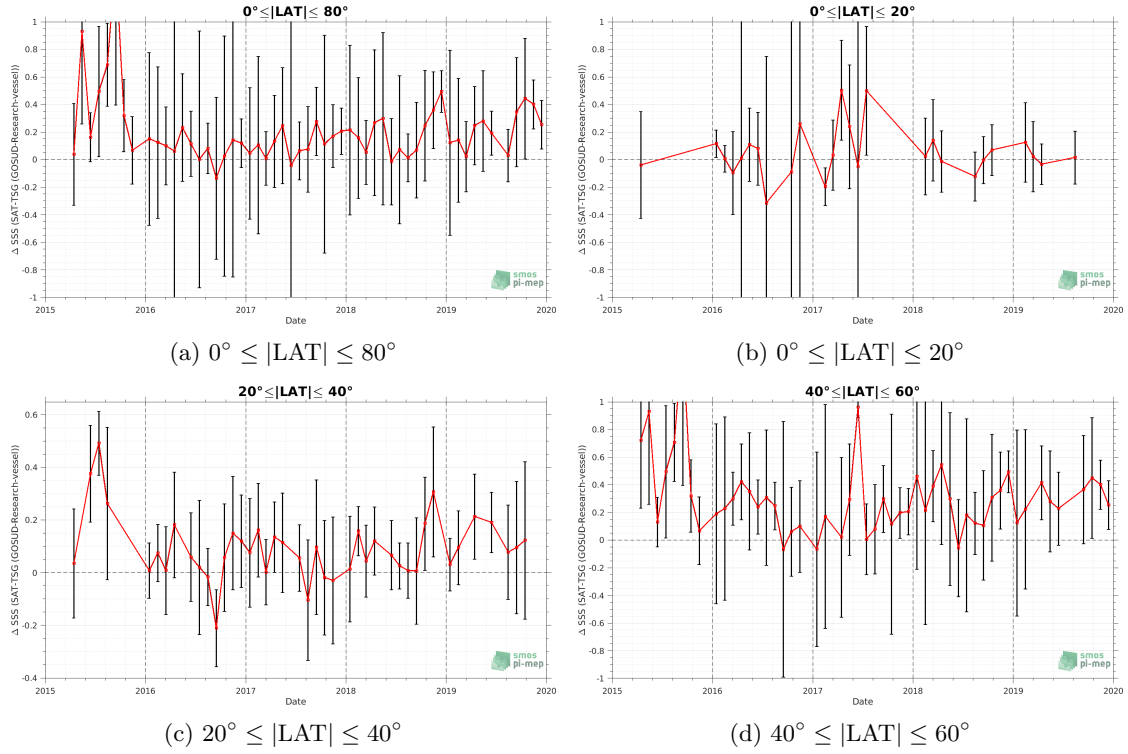 0°≤|LAT|≤ 80°
Δ SSS (SAT-TSG (GOSUD-Research-vessel))
1
0.8
0.6
0.4
0.2
0
-0.2
-0.4
-0.6
-0.8
-1
2015
2016
2017
2018
2019
2020
Date
smos
pi-mep
(a) 0° ≤ |LAT| ≤ 80°
0°≤|LAT|≤ 20°
Δ SSS (SAT-TSG (GOSUD-Research-vessel))
1
0.8
0.6
0.4
0.2
0
-0.2
-0.4
-0.6
-0.8
-1
2015
2016
2017
2018
2019
2020
Date
smos
pi-mep
(b) 0° ≤ |LAT| ≤ 20°
20°≤|LAT|≤ 40°
Δ SSS (SAT-TSG (GOSUD-Research-vessel))
0.6
0.4
0.2
0
-0.2
-0.4
2015
2016
2017
2018
2019
2020
Date
smos
pi-mep
(c) 20° ≤ |LAT| ≤ 40°
40°≤|LAT|≤ 60°
Δ SSS (SAT-TSG (GOSUD-Research-vessel))
1
0.8
0.6
0.4
0.2
0
-0.2
-0.4
-0.6
-0.8
-1
2015
2016
2017
2018
2019
2020
Date
smos
pi-mep
(d) 40° ≤ |LAT| ≤ 60°